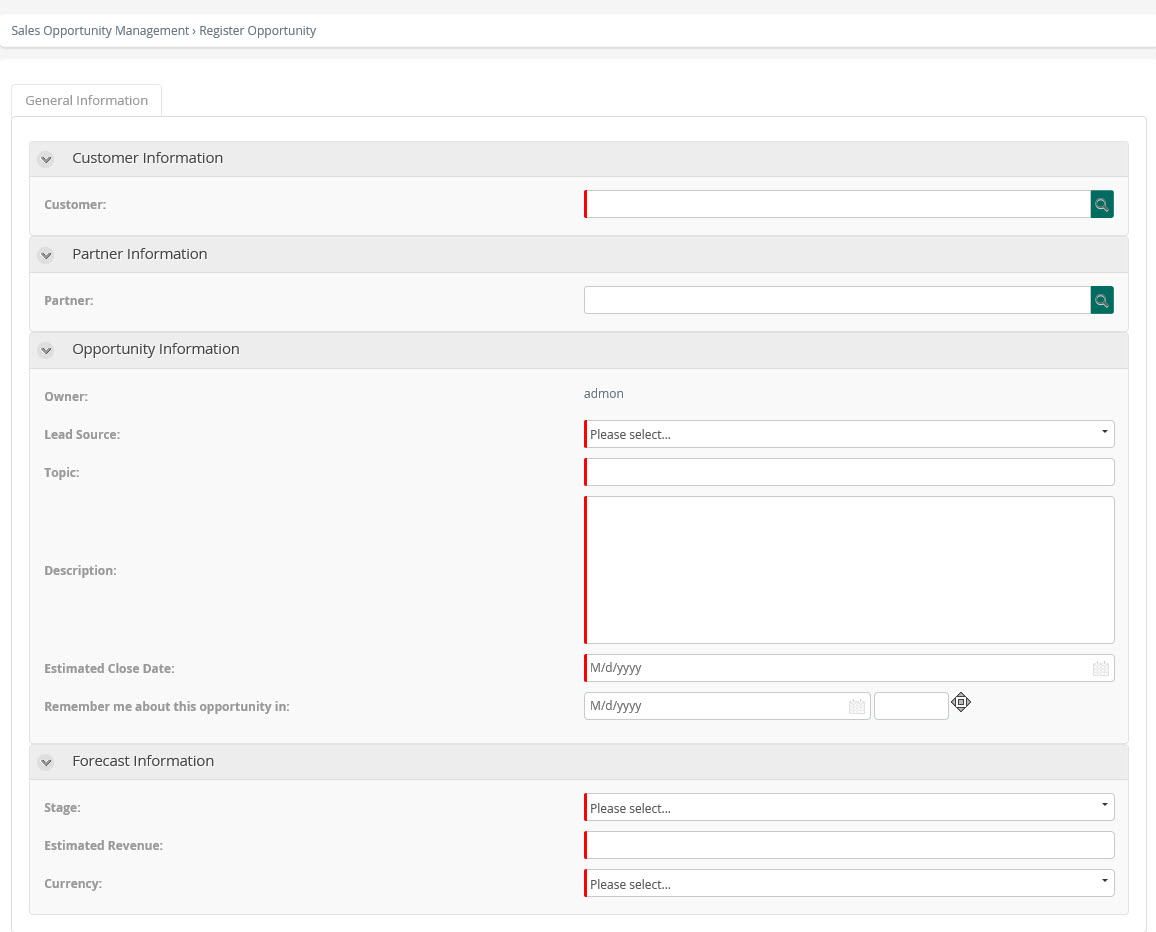 Sales Opportunity Management › Register Opportunity
General Information
Customer Information
Customer:
Partner Information
Partner:
Opportunity Information
Owner: admon
Lead Source: Please select...
Topic:
Description:
Estimated Close Date: M/d/yyyy
Remember me about this opportunity in: M/d/yyyy
Forecast Information
Stage: Please select...
Estimated Revenue:
Currency: Please select...